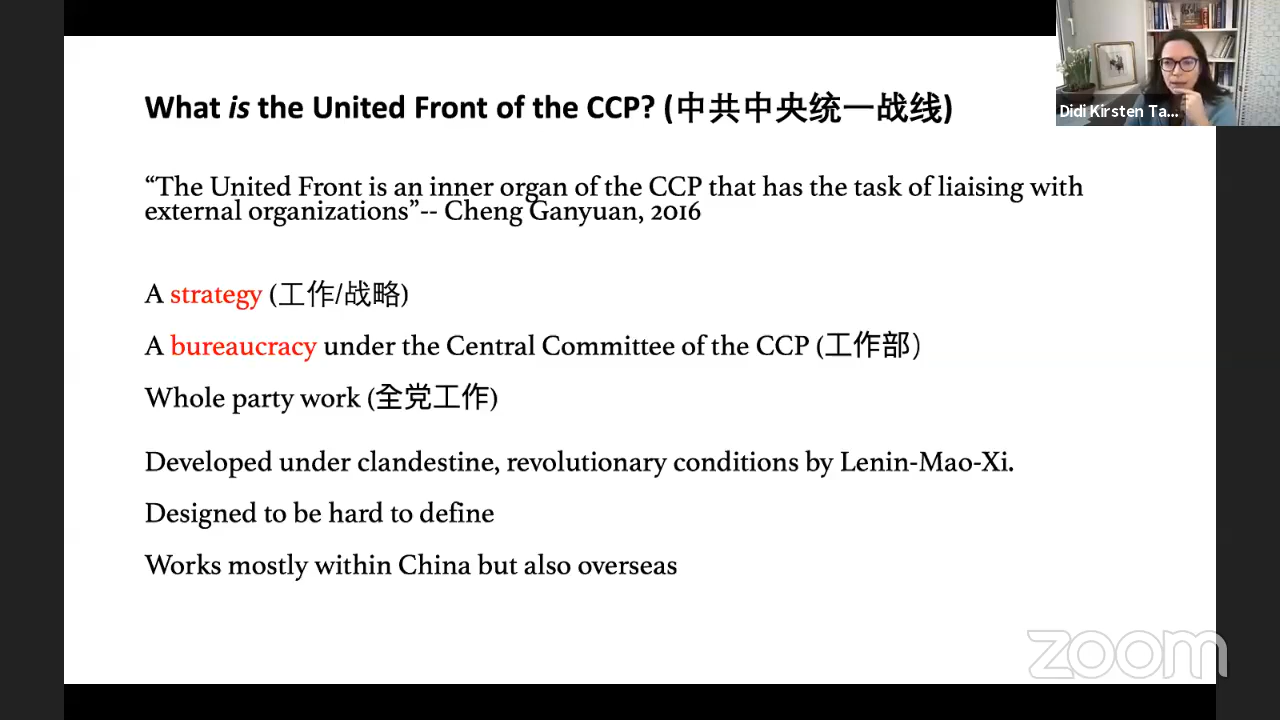 What is the United Front of the CCP? (中共中央统一战线)
Didi Kirsten Ta...
“The United Front is an inner organ of the CCP that has the task of liaising with
external organizations”-- Cheng Ganyuan, 2016
A strategy (工作/战略)
A bureaucracy under the Central Committee of the CCP (工作部）
Whole party work (全党工作)
Developed under clandestine, revolutionary conditions by Lenin-Mao-Xi.
Designed to be hard to define
Works mostly within China but also overseas
zoom